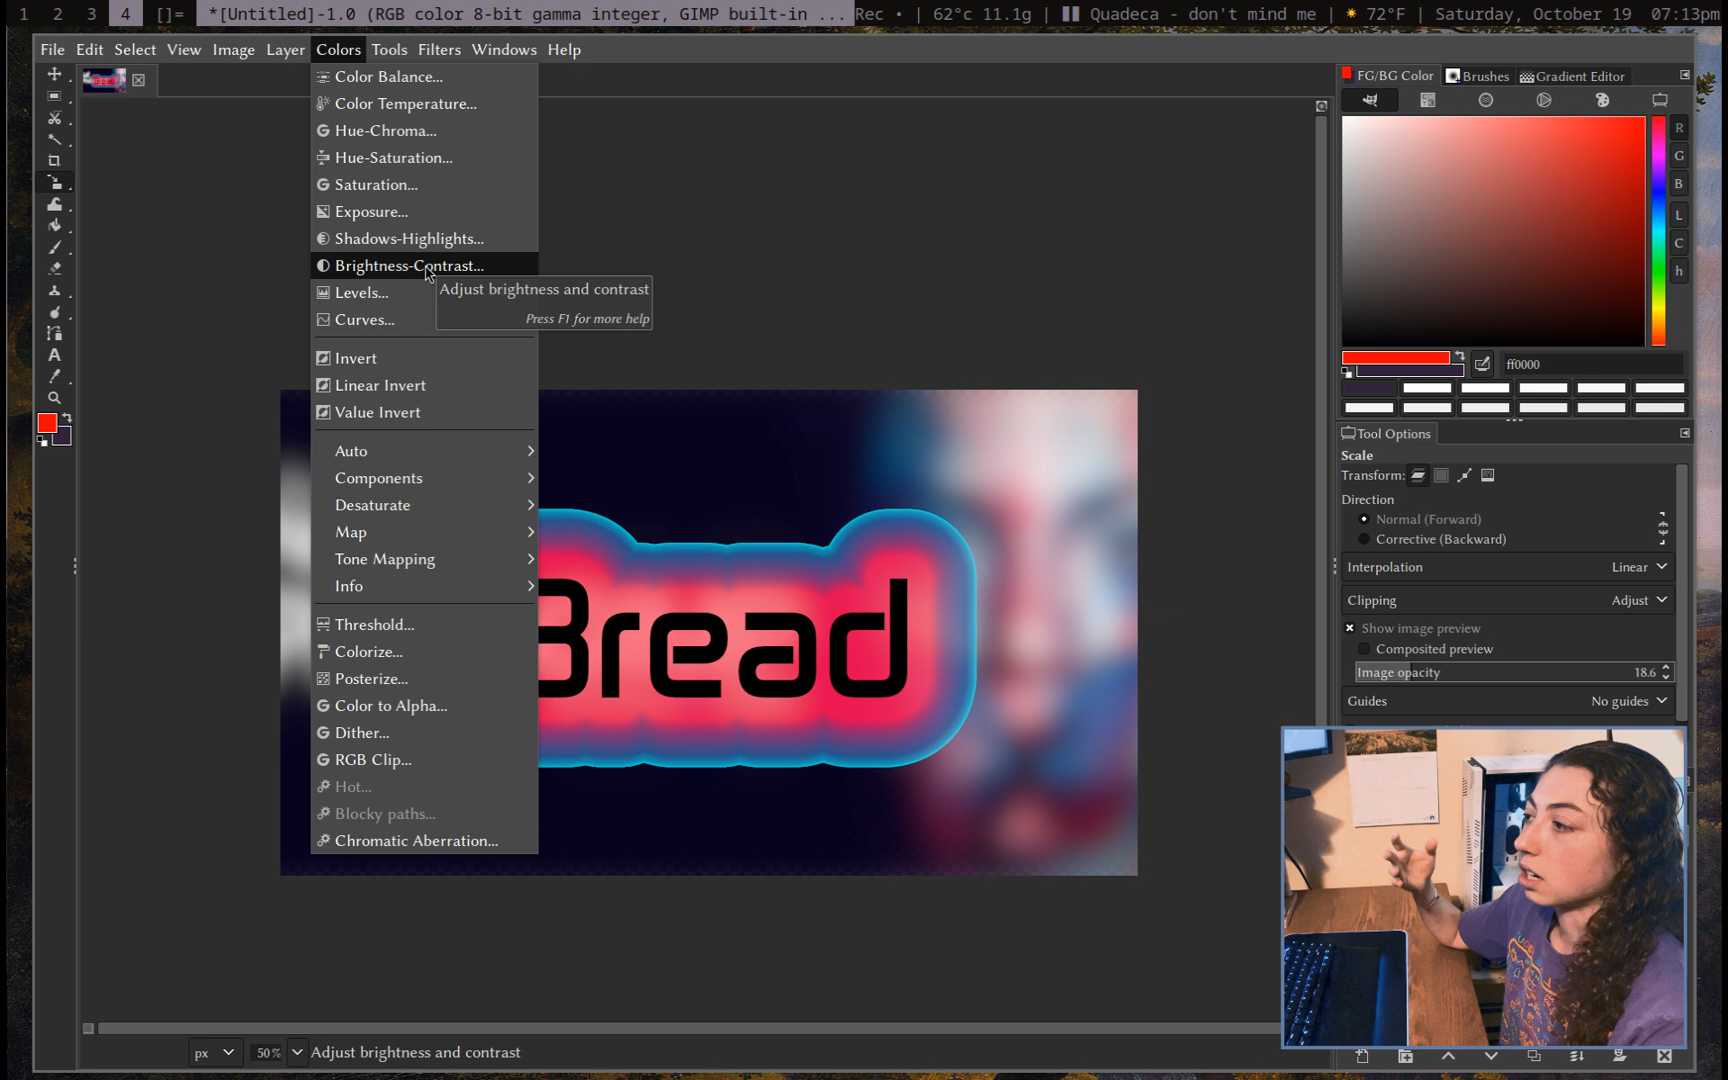 1 2 3 4 []= *[Untitled]-1.0 (RGB color 8-bit gamma integer, GIMP built-in ... Rec • | 62°c 11.1g | Quadeca - don't mind me | 72°F | Saturday, October 19 07:13pm
File Edit Select View Image Layer Colors Tools Filters Windows Help
Color Balance...
Color Temperature...
Hue-Chroma...
Hue-Saturation...
Saturation...
Exposure...
Shadows-Highlights...
Brightness-Contrast...
Adjust brightness and contrast
Press F1 for more help
Levels...
Curves...
Invert
Linear Invert
Value Invert
Auto
Components
Desaturate
Map
Tone Mapping
Info
Threshold...
Colorize...
Posterize...
Color to Alpha...
Dither...
RGB Clip...
Hot...
Blocky paths...
Chromatic Aberration...
Bread
FG/BG Color Brushes Gradient Editor
R
G
B
L
C
h
ff0000
Tool Options
Scale
Transform:
Direction
Normal (Forward)
Corrective (Backward)
Interpolation Linear
Clipping Adjust
Show image preview
Composited preview
Image opacity 18.6
Guides No guides
px 50% Adjust brightness and contrast